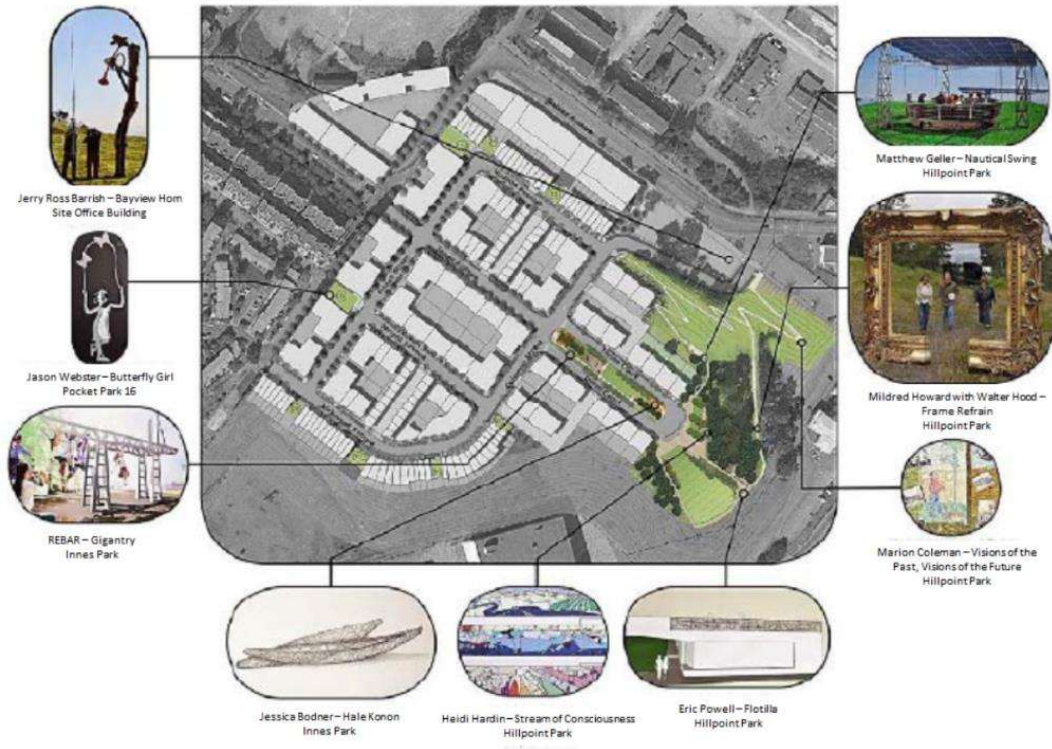 Jerry Ross Barrish – Bayview Horn
Site Office Building
Jason Webster – Butterfly Girl
Pocket Park 16
REBAR – Gigantry
Innes Park
Jessica Bodner – Hale Konon
Innes Park
Heidi Hardin – Stream of Consciousness
Hillpoint Park
Eric Powell – Flotilla
Hillpoint Park
Matthew Geller – Nautical Swing
Hillpoint Park
Mildred Howard with Walter Hood –
Frame Refrain
Hillpoint Park
Marion Coleman – Visions of the
Past, Visions of the Future
Hillpoint Park